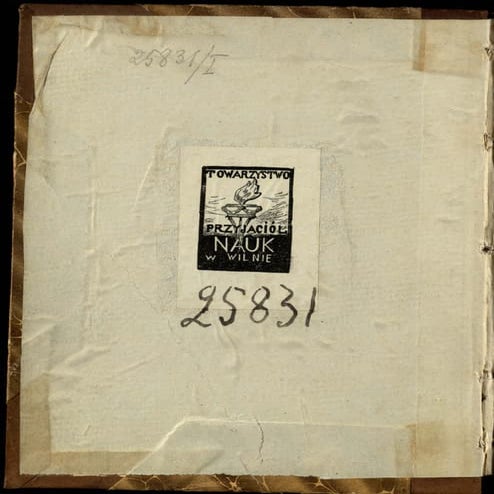 25831/I
TOWARZYSTWO
PRZYJACIÓŁ
NAUK
W WILNIE
25831